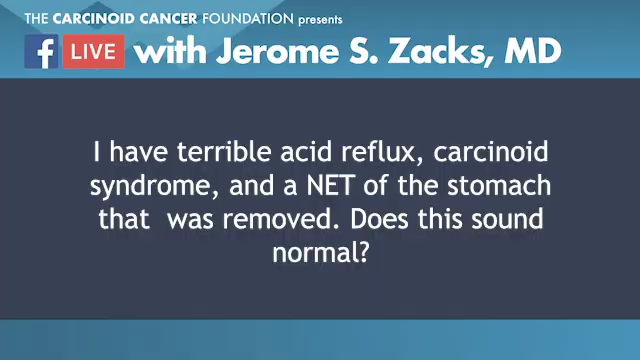 THE CARCINOID CANCER FOUNDATION presents
f LIVE with Jerome S. Zacks, MD
I have terrible acid reflux, carcinoid
syndrome, and a NET of the stomach
that was removed. Does this sound
normal?